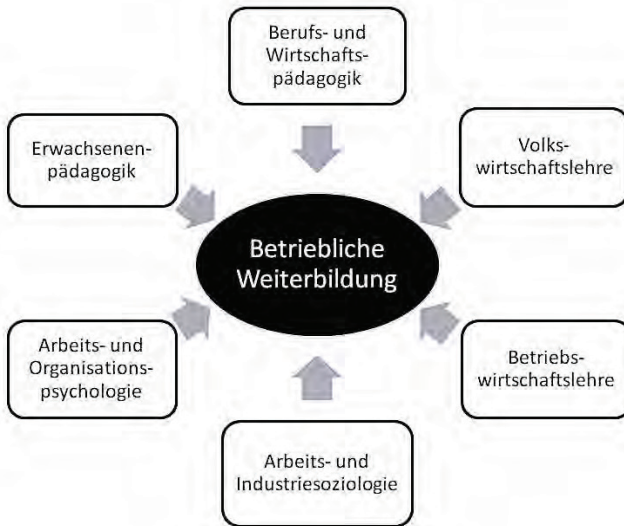 Berufs- und
Wirtschafts-
pädagogik
Erwachsenen-
pädagogik
Volks-
wirtschaftslehre
Betriebliche
Weiterbildung
Arbeits- und
Organisations-
psychologie
Betriebs-
wirtschaftslehre
Arbeits- und
Industriesoziologie